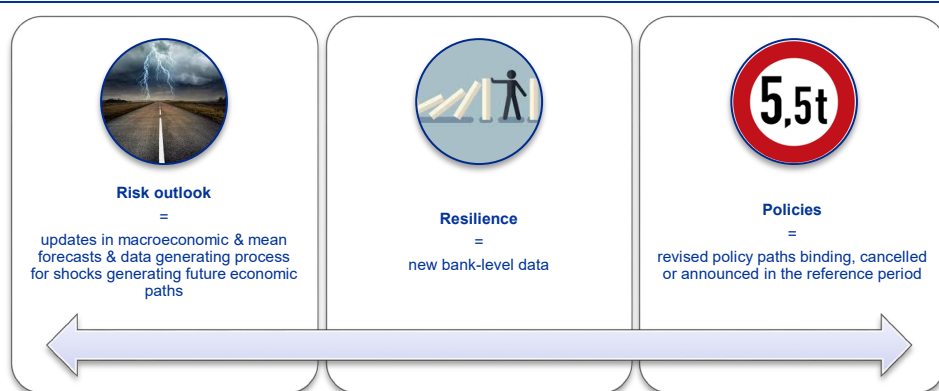 Risk outlook
=
updates in macroeconomic & mean
forecasts & data generating process
for shocks generating future economic
paths
Resilience
=
new bank-level data
5,5t
Policies
=
revised policy paths binding, cancelled
or announced in the reference period